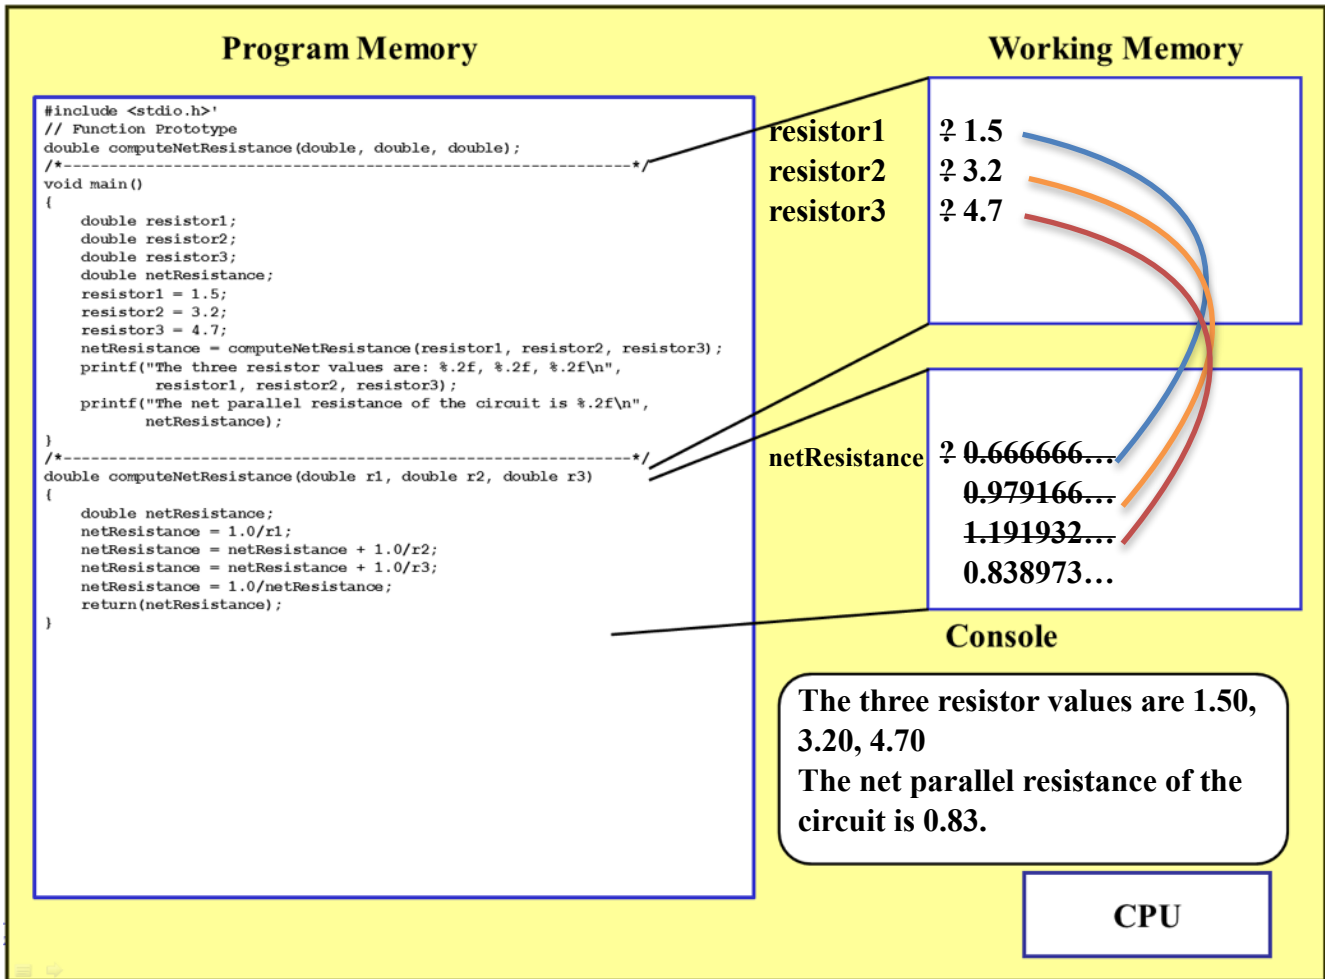 Program Memory
#include <stdio.h>'
// Function Prototype
double computeNetResistance(double, double, double);
/*---------------------------------------------------------------*/
void main()
{
double resistor1;
double resistor2;
double resistor3;
double netResistance;
resistor1 = 1.5;
resistor2 = 3.2;
resistor3 = 4.7;
netResistance = computeNetResistance(resistor1, resistor2, resistor3);
printf("The three resistor values are: %.2f, %.2f, %.2f\n",
resistor1, resistor2, resistor3);
printf("The net parallel resistance of the circuit is %.2f\n",
netResistance);
}
/*---------------------------------------------------------------*/
double computeNetResistance(double r1, double r2, double r3)
{
double netResistance;
netResistance = 1.0/r1;
netResistance = netResistance + 1.0/r2;
netResistance = netResistance + 1.0/r3;
netResistance = 1.0/netResistance;
return(netResistance);
}
Working Memory
resistor1 ? 1.5
resistor2 ? 3.2
resistor3 ? 4.7
netResistance ? 0.666666...
0.979166...
1.191932...
0.838973...
Console
The three resistor values are 1.50,
3.20, 4.70
The net parallel resistance of the
circuit is 0.83.
CPU